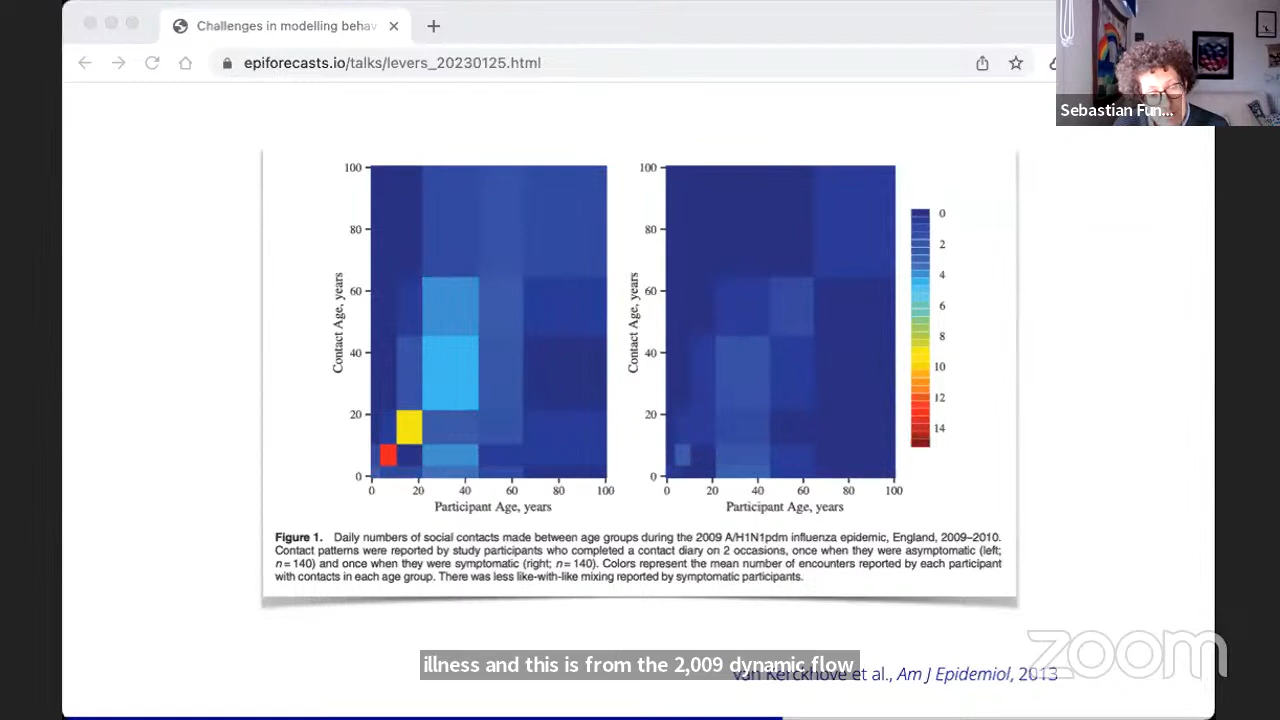 Challenges in modelling behav
epiforecasts.io/talks/levers_20230125.html
Sebastian Fun...
100
80
60
40
20
0
Contact Age, years
0 20 40 60 80 100
Participant Age, years
100
80
60
40
20
0
Contact Age, years
0 20 40 60 80 100
Participant Age, years
0
2
4
6
8
10
12
14
Figure 1. Daily numbers of social contacts made between age groups during the 2009 A/H1N1pdm influenza epidemic, England, 2009–2010.
Contact patterns were reported by study participants who completed a contact diary on 2 occasions, once when they were asymptomatic (left;
n = 140) and once when they were symptomatic (right; n = 140). Colors represent the mean number of encounters reported by each participant
with contacts in each age group. There was less like-with-like mixing reported by symptomatic participants.
illness and this is from the 2,009 dynamic flow
Van Kerckhove et al., Am J Epidemiol, 2013
zoom